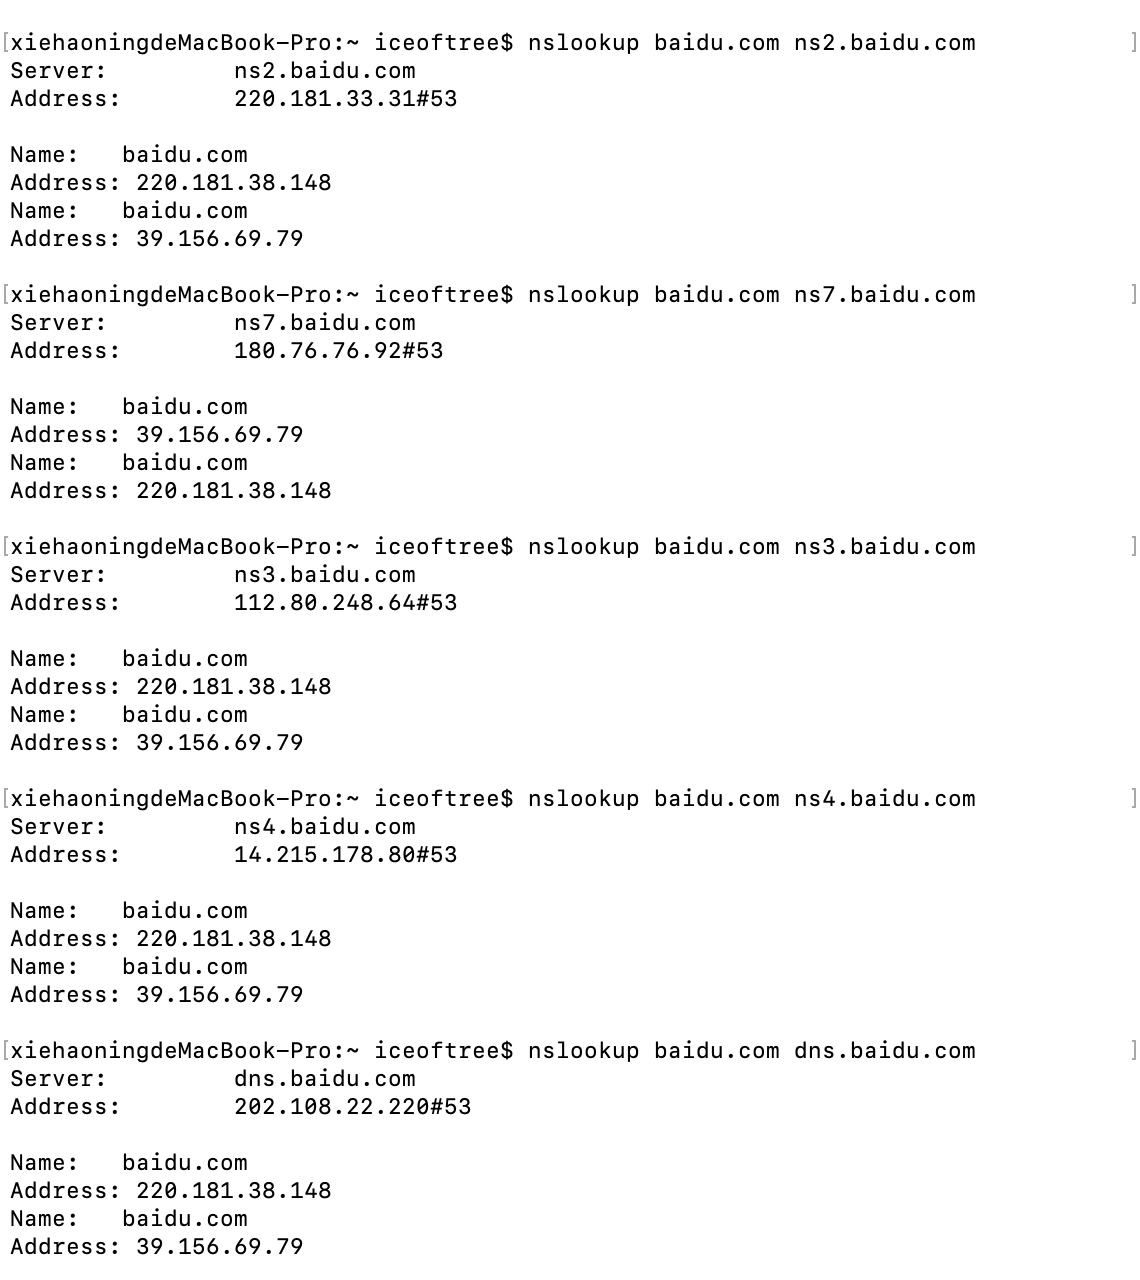 [xiehaoningdeMacBook-Pro:~ iceoftree$ nslookup baidu.com ns2.baidu.com ]
Server: ns2.baidu.com
Address: 220.181.33.31#53
Name: baidu.com
Address: 220.181.38.148
Name: baidu.com
Address: 39.156.69.79
[xiehaoningdeMacBook-Pro:~ iceoftree$ nslookup baidu.com ns7.baidu.com ]
Server: ns7.baidu.com
Address: 180.76.76.92#53
Name: baidu.com
Address: 39.156.69.79
Name: baidu.com
Address: 220.181.38.148
[xiehaoningdeMacBook-Pro:~ iceoftree$ nslookup baidu.com ns3.baidu.com ]
Server: ns3.baidu.com
Address: 112.80.248.64#53
Name: baidu.com
Address: 220.181.38.148
Name: baidu.com
Address: 39.156.69.79
[xiehaoningdeMacBook-Pro:~ iceoftree$ nslookup baidu.com ns4.baidu.com ]
Server: ns4.baidu.com
Address: 14.215.178.80#53
Name: baidu.com
Address: 220.181.38.148
Name: baidu.com
Address: 39.156.69.79
[xiehaoningdeMacBook-Pro:~ iceoftree$ nslookup baidu.com dns.baidu.com ]
Server: dns.baidu.com
Address: 202.108.22.220#53
Name: baidu.com
Address: 220.181.38.148
Name: baidu.com
Address: 39.156.69.79